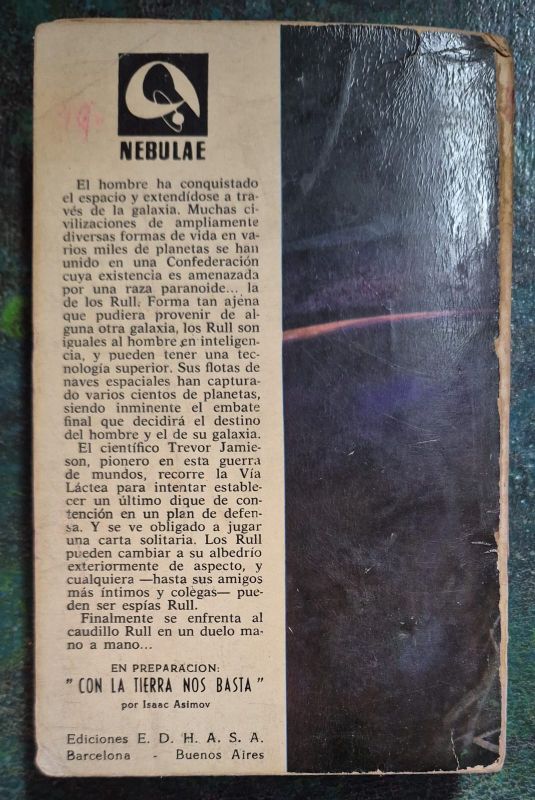 NEBULAE
El hombre ha conquistado
el espacio y extendídose a tra-
vés de la galaxia. Muchas ci-
vilizaciones de ampliamente
diversas formas de vida en va-
rios miles de planetas se han
unido en una Confederación
cuya existencia es amenazada
por una raza paranoide... la
de los Rull. Forma tan ajena
que pudiera provenir de al-
guna otra galaxia, los Rull son
iguales al hombre en inteligen-
cia, y pueden tener una tec-
nología superior. Sus flotas de
naves espaciales han captura-
do varios cientos de planetas,
siendo inminente el embate
final que decidirá el destino
del hombre y el de su galaxia.
El científico Trevor Jamie-
son, pionero en esta guerra
de mundos, recorre la Vía
Láctea para intentar estable-
cer un último dique de con-
tención en un plan de defen-
sa. Y se ve obligado a jugar
una carta solitaria. Los Rull
pueden cambiar a su albedrío
exteriormente de aspecto, y
cualquiera —hasta sus amigos
más íntimos y colegas— pue-
den ser espías Rull.
Finalmente se enfrenta al
caudillo Rull en un duelo ma-
no a mano...
EN PREPARACION:
" CON LA TIERRA NOS BASTA "
por Isaac Asimov
Ediciones E. D. H. A. S. A.
Barcelona - Buenos Aires